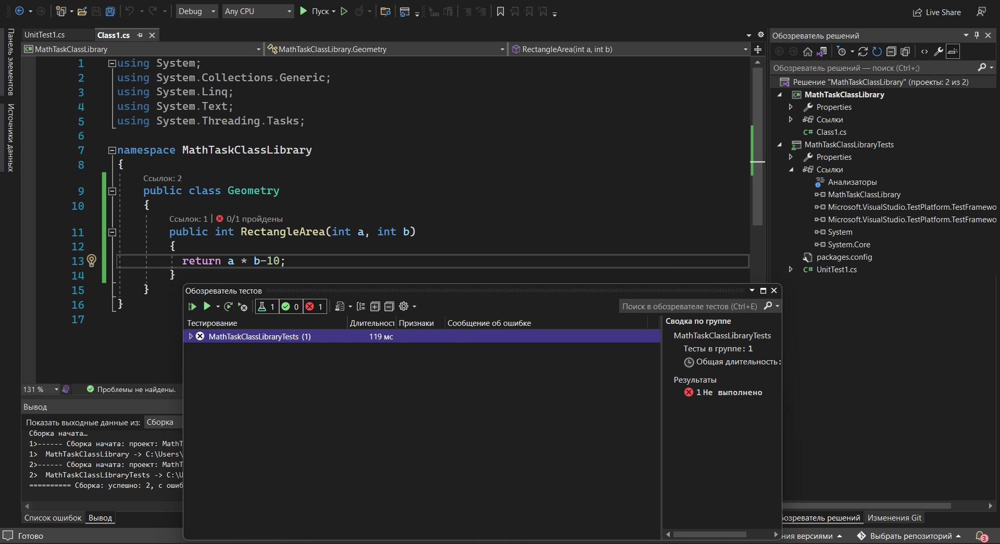 Debug
Any CPU
Пуск
Live Share
Панель элементов
Источники данных
UnitTest1.cs
Class1.cs
MathTaskClassLibrary
MathTaskClassLibrary.Geometry
RectangleArea(int a, int b)
1 using System;
2 using System.Collections.Generic;
3 using System.Linq;
4 using System.Text;
5 using System.Threading.Tasks;
6
7 namespace MathTaskClassLibrary
8 {
Ссылок: 2
9 public class Geometry
10 {
Ссылок: 1 | 0/1 пройдены
11 public int RectangleArea(int a, int b)
12 {
13 return a * b-10;
14 }
15 }
16 }
17
131 %
Проблемы не найдены.
Вывод
Показать выходные данные из: Сборка
Сборка начата…
1>------ Сборка начата: проект: MathT
1>  MathTaskClassLibrary -> C:\Users\
2>------ Сборка начата: проект: MathT
2>  MathTaskClassLibraryTests -> C:\U
========== Сборка: успешно: 2, с ошиб
Список ошибок
Вывод
Готово
Обозреватель тестов
1 0 1
Поиск в обозревателе тестов (Ctrl+E)
Тестирование Длительност Признаки Сообщение об ошибке
MathTaskClassLibraryTests (1) 119 мс
Сводка по группе
MathTaskClassLibraryTests
Тесты в группе: 1
Общая длительность:
Результаты
1 Не выполнено
Обозреватель решений
Обозреватель решений — поиск (Ctrl+;)
Решение "MathTaskClassLibrary" (проекты: 2 из 2)
MathTaskClassLibrary
Properties
Ссылки
Class1.cs
MathTaskClassLibraryTests
Properties
Ссылки
Анализаторы
MathTaskClassLibrary
Microsoft.VisualStudio.TestPlatform.TestFramewo
Microsoft.VisualStudio.TestPlatform.TestFramewo
System
System.Core
packages.config
UnitTest1.cs
бозреватель решений
Изменения Git
ния версиями
Выбрать репозиторий
3